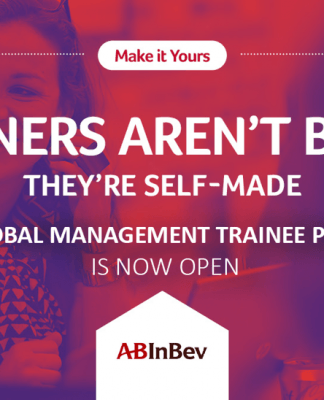 Make it Yours
NERS AREN'T B
THEY'RE SELF-MADE
OBAL MANAGEMENT TRAINEE P
IS NOW OPEN
ABInBev